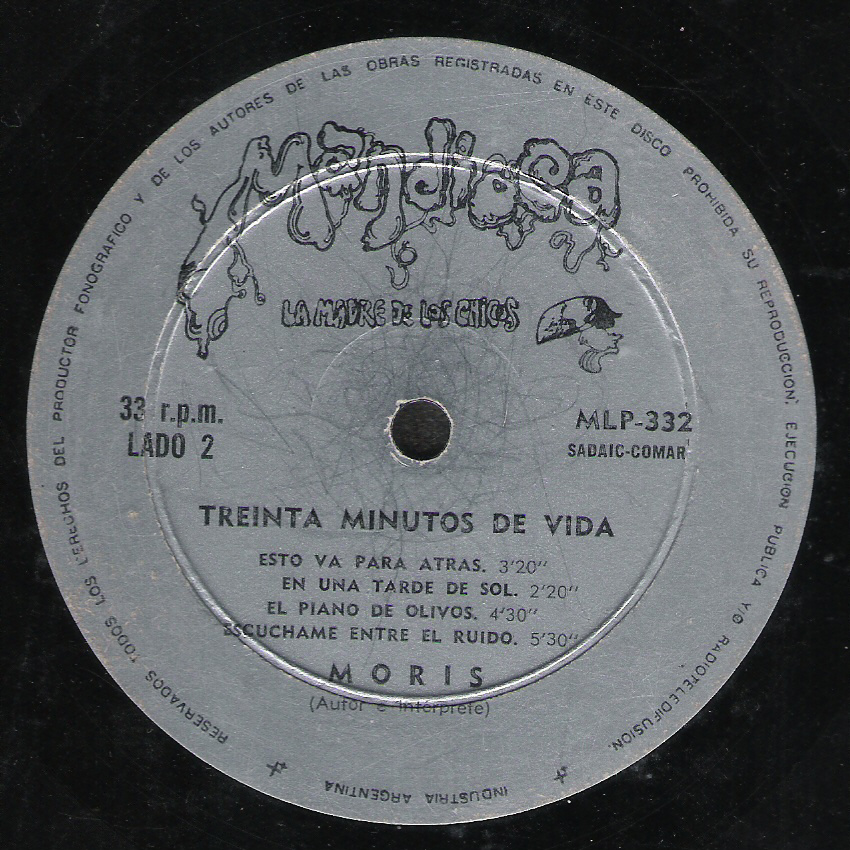 RESERVADOS TODOS LOS DERECHOS DEL PRODUCTOR FONOGRAFICO Y DE LOS AUTORES DE LAS OBRAS REGISTRADAS EN ESTE DISCO PROHIBIDA SU REPRODUCCION, EJECUCION PUBLICA Y/O RADIOTELEDIFUSION.
Mandioca
LA MADRE DE LOS CHICOS
33 r.p.m.
LADO 2
MLP-332
SADAIC-COMAR
TREINTA MINUTOS DE VIDA
ESTO VA PARA ATRAS. 3'20"
EN UNA TARDE DE SOL. 2'20"
EL PIANO DE OLIVOS. 4'30"
ESCUCHAME ENTRE EL RUIDO. 5'30"
MORIS
(Autor e Intérprete)
INDUSTRIA ARGENTINA